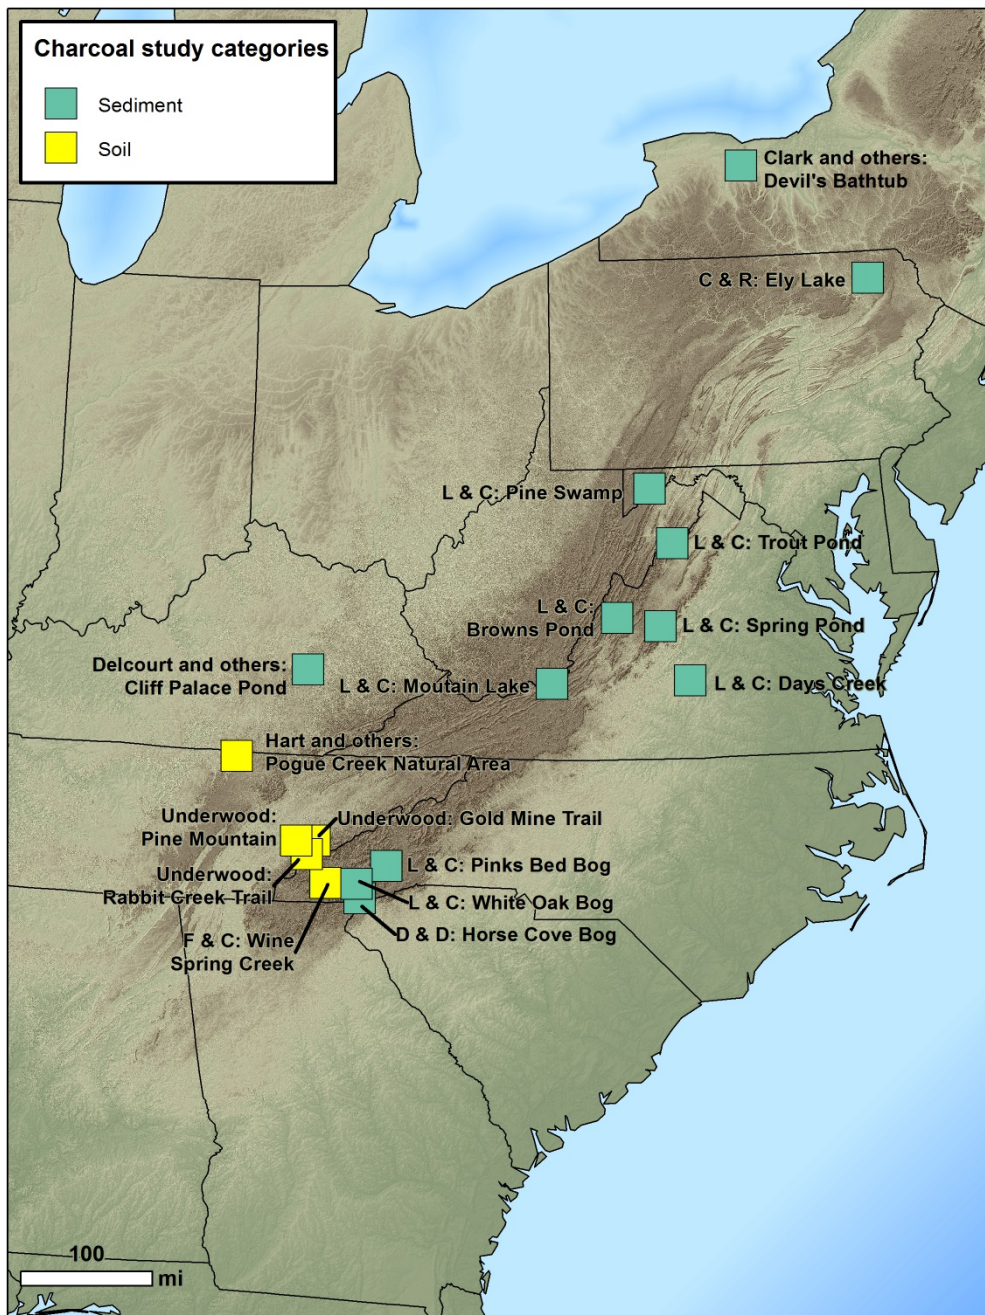 Charcoal study categories
Sediment
Soil
Clark and others:
Devil's Bathtub
C & R: Ely Lake
L & C: Pine Swamp
L & C: Trout Pond
L & C:
Browns Pond
L & C: Spring Pond
Delcourt and others:
Cliff Palace Pond
L & C: Moutain Lake
L & C: Days Creek
Hart and others:
Pogue Creek Natural Area
Underwood:
Pine Mountain
Underwood: Gold Mine Trail
Underwood:
Rabbit Creek Trail
L & C: Pinks Bed Bog
L & C: White Oak Bog
F & C: Wine
Spring Creek
D & D: Horse Cove Bog
100
mi